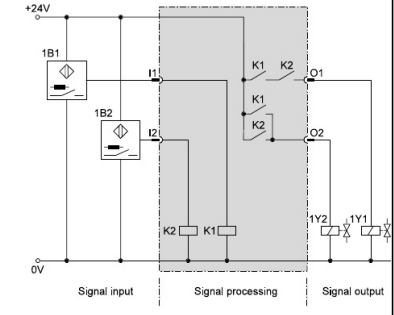 +24V
1B1
I1
K1 K2
O1
K1
1B2
I2
K2
O2
K2 K1
1Y2 1Y1
0V
Signal input Signal processing Signal output